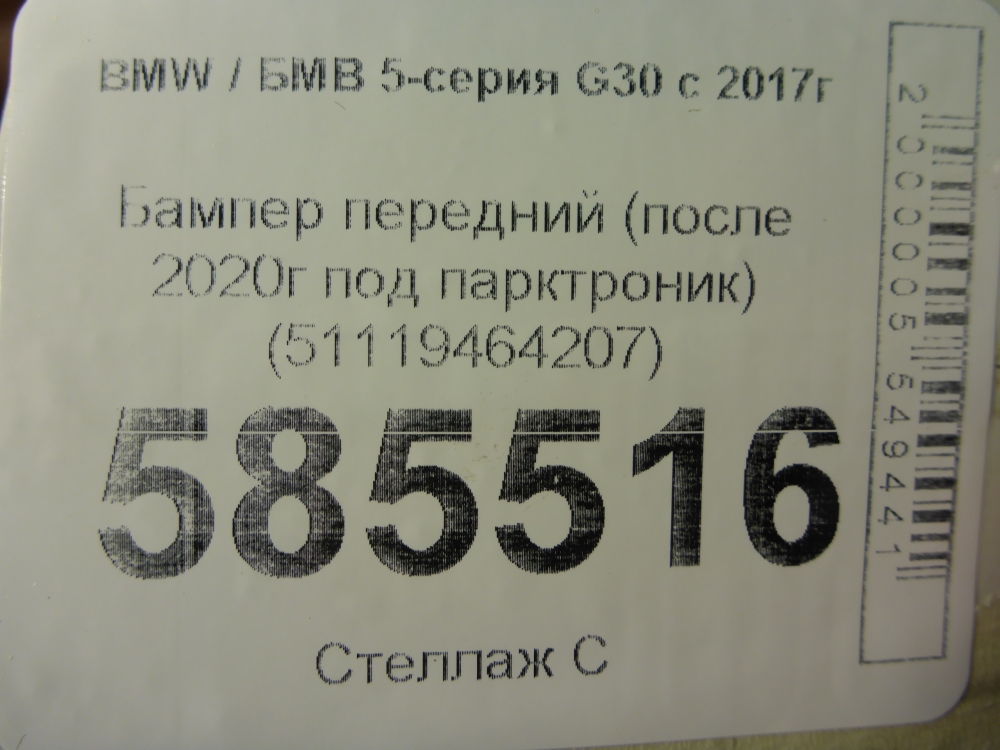 BMW / БМВ 5-серия G30 с 2017г
Бампер передний (после
2020г под парктроник)
(51119464207)
585516
Стеллаж С
2000005549441